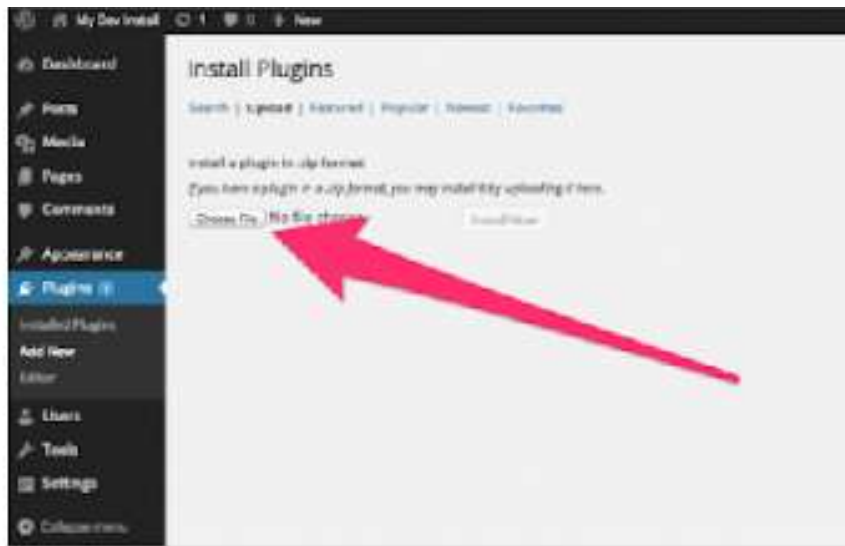 My Dev Install 1 0 + New
Dashboard
Posts
Media
Pages
Comments
Appearance
Plugins 1
Installed Plugins
Add New
Editor
Users
Tools
Settings
Collapse menu
Install Plugins
Search | Upload | Featured | Popular | Newest | Favorites
Install a plugin in .zip format
If you have a plugin in a .zip format, you may install it by uploading it here.
Choose File No file chosen Install Now